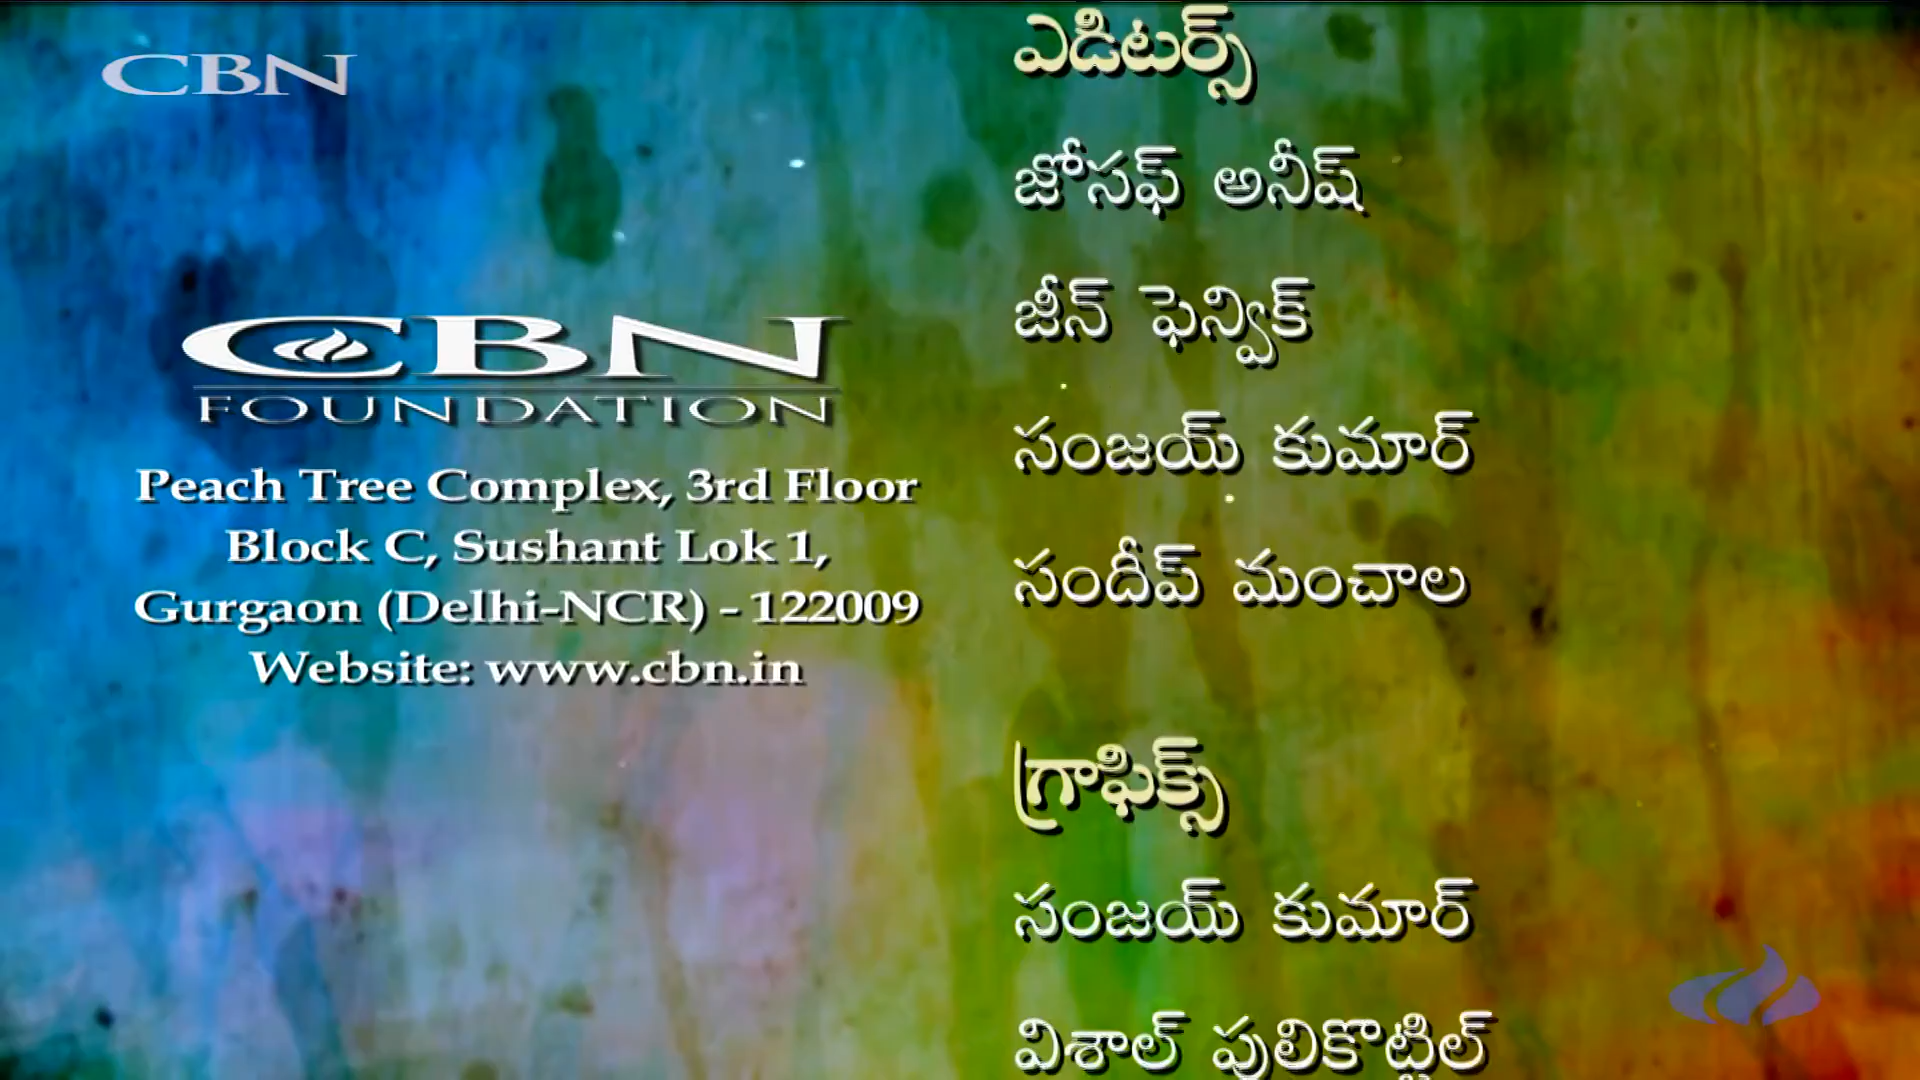 CBN
CBN
FOUNDATION
Peach Tree Complex, 3rd Floor
Block C, Sushant Lok 1,
Gurgaon (Delhi-NCR) - 122009
Website: www.cbn.in
ఎడిటర్స్
జోసఫ్ అనీష్
జీన్ ఫెన్విక్
సంజయ్ కుమార్
సందీప్ మంచాల
గ్రాఫిక్స్
సంజయ్ కుమార్
విశాల్ పులికొట్టిల్